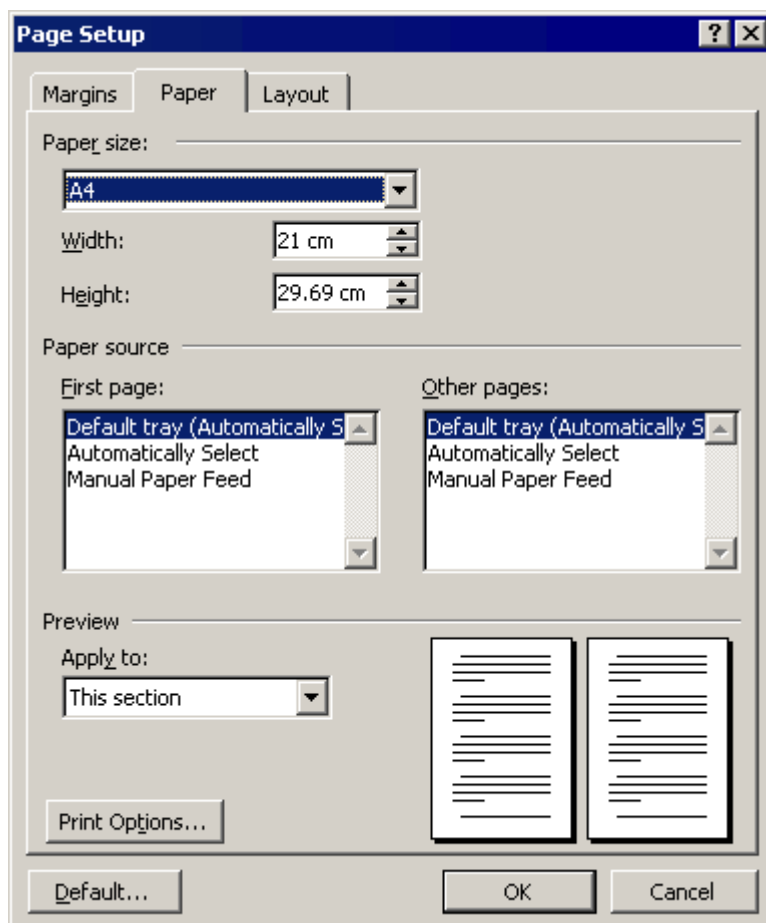 Page Setup
Margins Paper Layout
Paper size:
A4
Width: 21 cm
Height: 29.69 cm
Paper source
First page: Other pages:
Default tray (Automatically S Default tray (Automatically S
Automatically Select Automatically Select
Manual Paper Feed Manual Paper Feed
Preview
Apply to:
This section
Print Options...
Default... OK Cancel